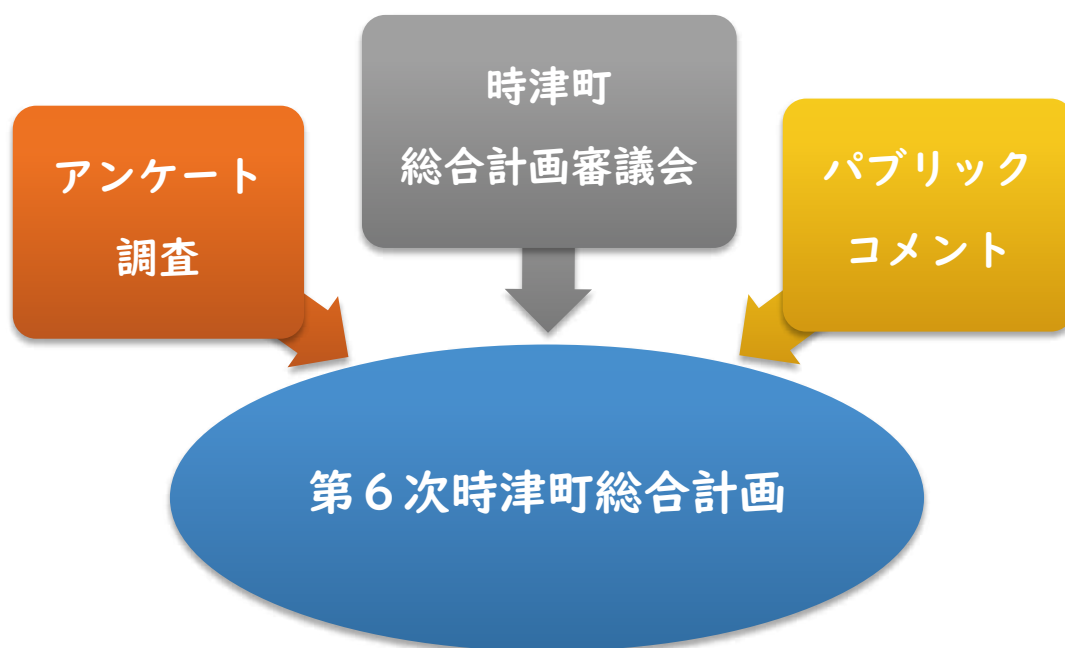 アンケート
調査
時津町
総合計画審議会
パブリック
コメント
第６次時津町総合計画